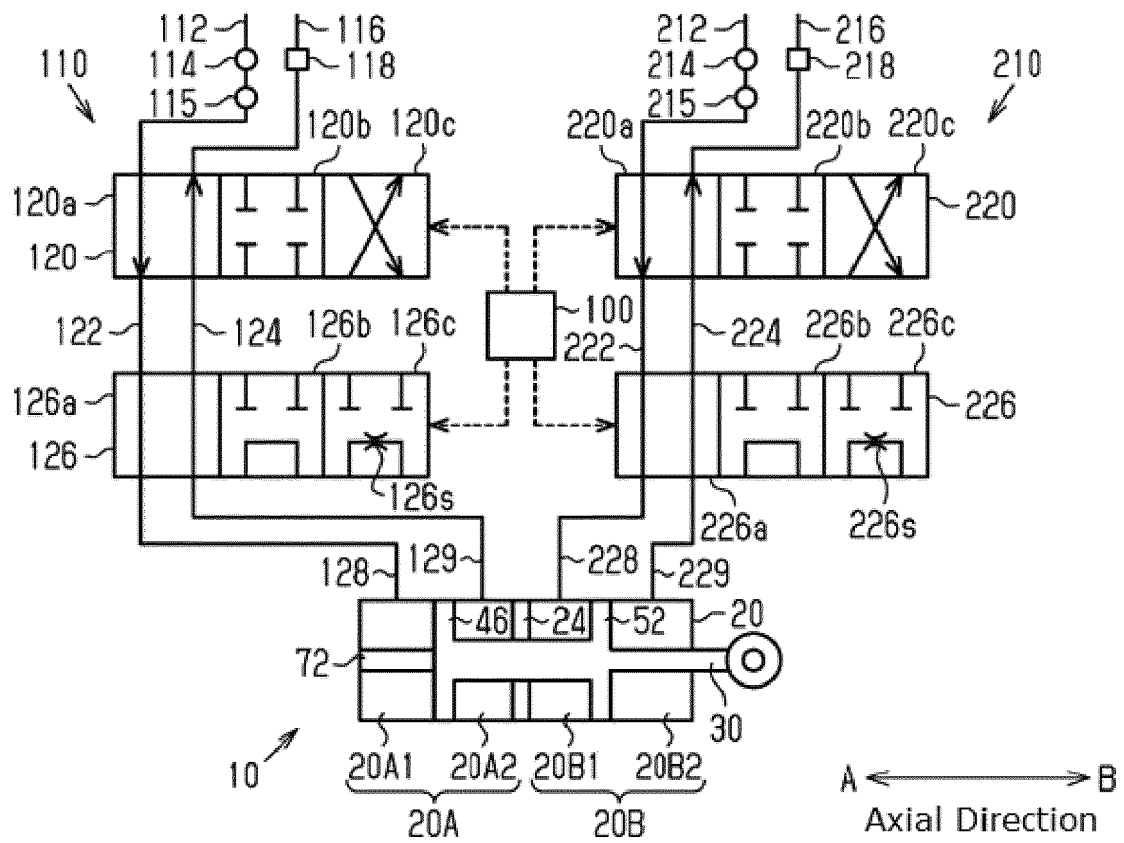 112 116 212 216
110 114 118 214 218 210
115 215
120b 120c 220a 220b 220c
120a 220
120
122 124 126b 126c 100 222 224 226b 226c
126a 226
126
126s 226a 226s
128 129 228 229
46 24 52 20
72
30
10 20A1 20A2 20B1 20B2 A B
20A 20B Axial Direction